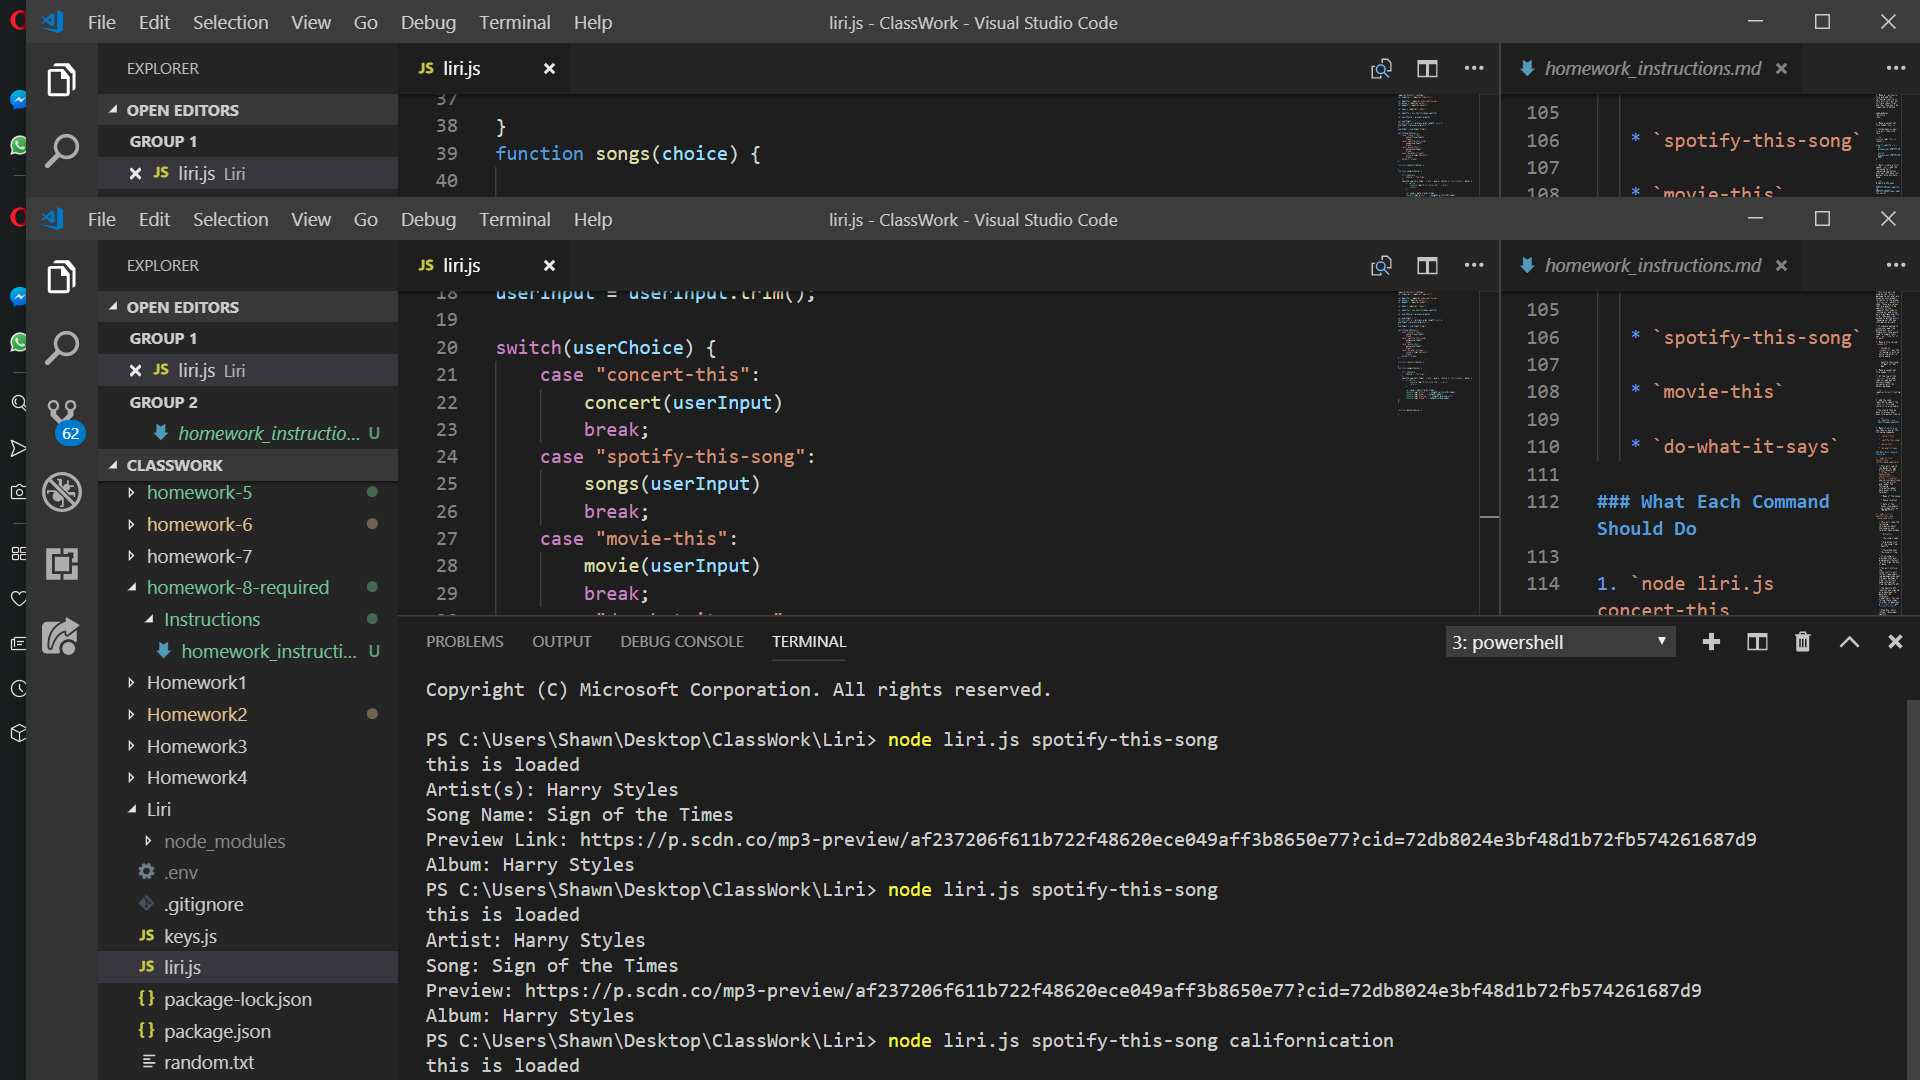 File Edit Selection View Go Debug Terminal Help liri.js - ClassWork - Visual Studio Code
EXPLORER
JS liri.js
homework_instructions.md
OPEN EDITORS
GROUP 1
JS liri.js Liri
37
38 }
39 function songs(choice) {
40
105
106 * `spotify-this-song`
107
108 * `movie-this`
File Edit Selection View Go Debug Terminal Help liri.js - ClassWork - Visual Studio Code
EXPLORER
JS liri.js
homework_instructions.md
OPEN EDITORS
GROUP 1
JS liri.js Liri
GROUP 2
homework_instructio... U
62
CLASSWORK
homework-5
homework-6
homework-7
homework-8-required
Instructions
homework_instructi... U
Homework1
Homework2
Homework3
Homework4
Liri
node_modules
.env
.gitignore
JS keys.js
JS liri.js
{} package-lock.json
{} package.json
random.txt
18 userInput = userInput.trim();
19
20 switch(userChoice) {
21 case "concert-this":
22 concert(userInput)
23 break;
24 case "spotify-this-song":
25 songs(userInput)
26 break;
27 case "movie-this":
28 movie(userInput)
29 break;
105
106 * `spotify-this-song`
107
108 * `movie-this`
109
110 * `do-what-it-says`
111
112 ### What Each Command
Should Do
113
114 1. `node liri.js
concert-this
PROBLEMS OUTPUT DEBUG CONSOLE TERMINAL 3: powershell
Copyright (C) Microsoft Corporation. All rights reserved.
PS C:\Users\Shawn\Desktop\ClassWork\Liri> node liri.js spotify-this-song
this is loaded
Artist(s): Harry Styles
Song Name: Sign of the Times
Preview Link: https://p.scdn.co/mp3-preview/af237206f611b722f48620ece049aff3b8650e77?cid=72db8024e3bf48d1b72fb574261687d9
Album: Harry Styles
PS C:\Users\Shawn\Desktop\ClassWork\Liri> node liri.js spotify-this-song
this is loaded
Artist: Harry Styles
Song: Sign of the Times
Preview: https://p.scdn.co/mp3-preview/af237206f611b722f48620ece049aff3b8650e77?cid=72db8024e3bf48d1b72fb574261687d9
Album: Harry Styles
PS C:\Users\Shawn\Desktop\ClassWork\Liri> node liri.js spotify-this-song californication
this is loaded